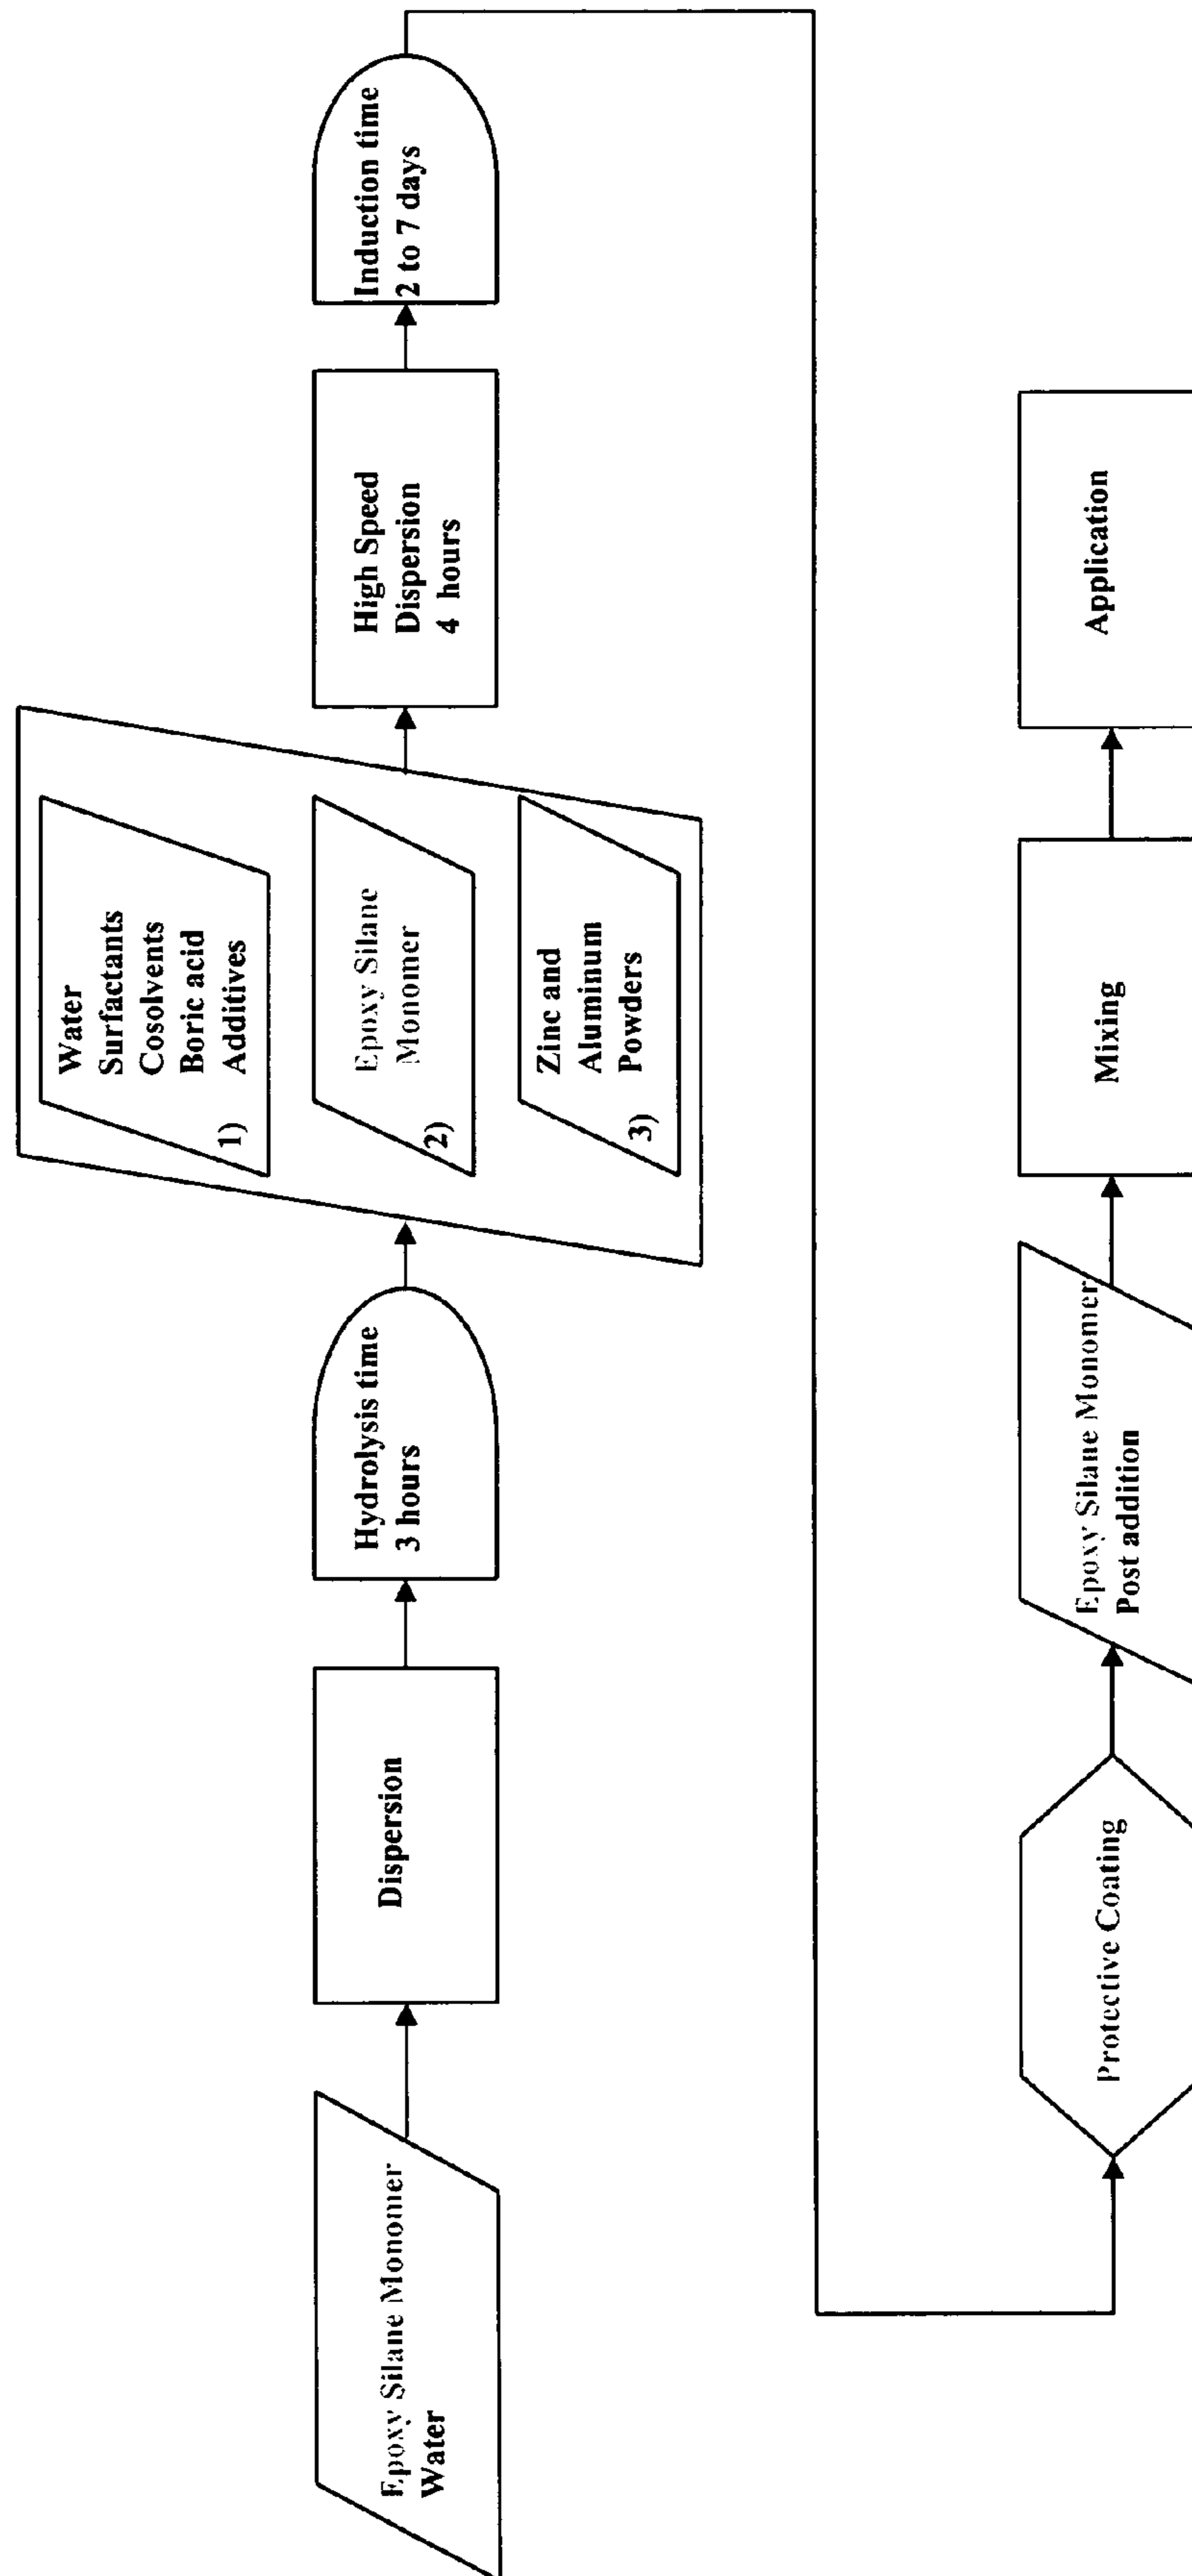 Epoxy Silane Monomer
Water
Dispersion
Hydrolysis time
3 hours
1)
Water
Surfactants
Cosolvents
Boric acid
Additives
2)
Epoxy Silane
Monomer
3)
Zinc and
Aluminum
Powders
High Speed
Dispersion
4 hours
Induction time
2 to 7 days
Protective Coating
Epoxy Silane Monomer
Post addition
Mixing
Application